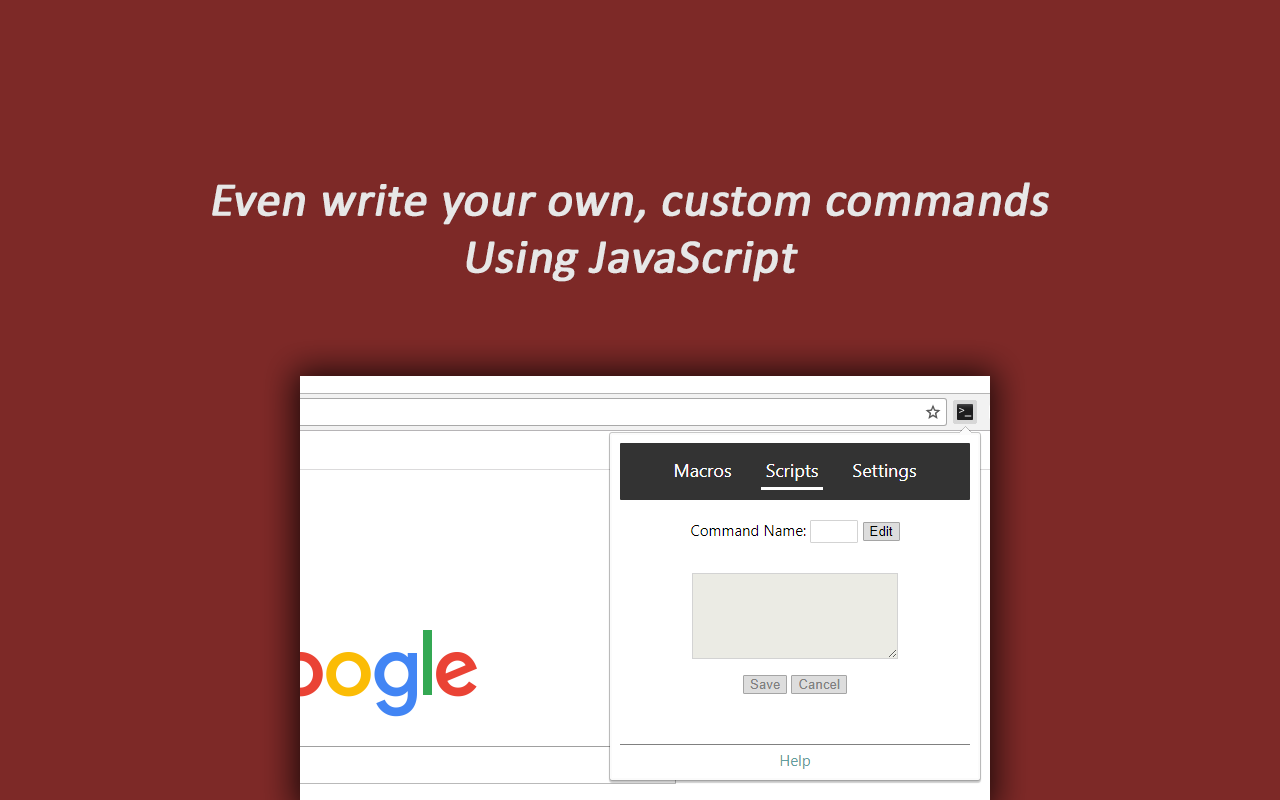 Even write your own, custom commands
Using JavaScript
>_
Macros Scripts Settings
Command Name: Edit
oogle
Save Cancel
Help